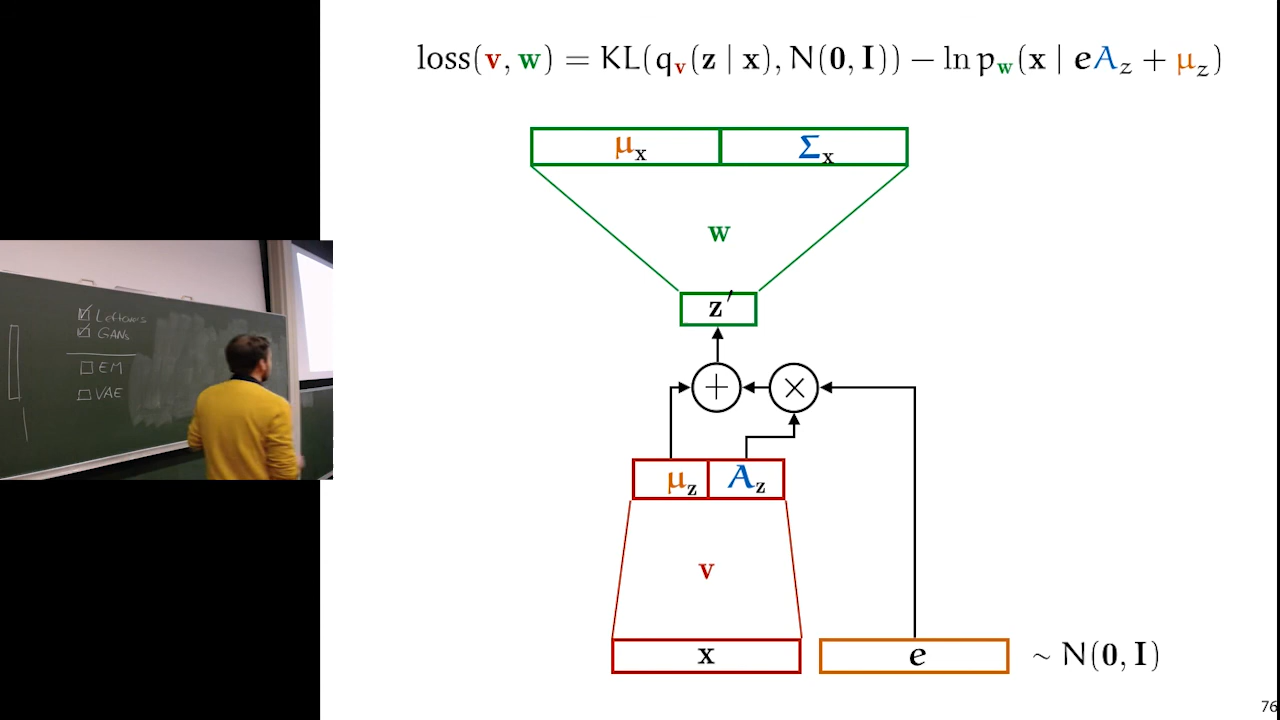 loss(v, w) = KL(q_v(z | x), N(0, I)) − ln p_w(x | eA_z + μ_z)
μ_x Σ_x
w
z′
+ ×
μ_z A_z
v
x e ∼ N(0, I)
76
☑ Leftovers
☑ GANs
☐ EM
☐ VAE